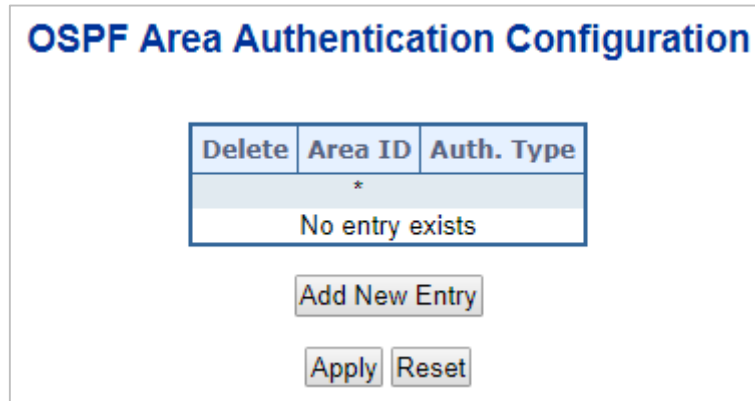 OSPF Area Authentication Configuration
Delete Area ID Auth. Type
*
No entry exists
Add New Entry
Apply Reset